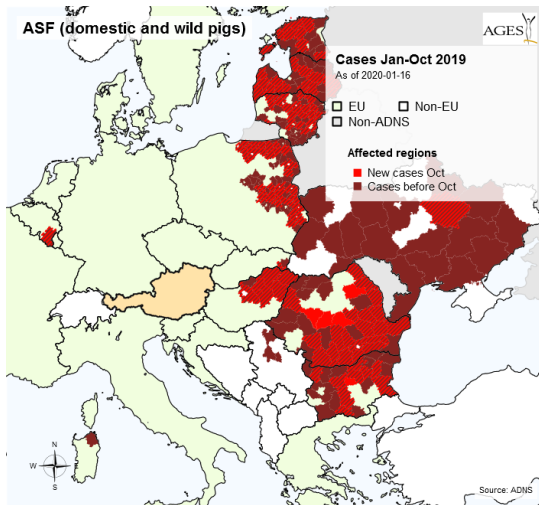 ASF (domestic and wild pigs)
AGES
Cases Jan-Oct 2019
As of 2020-01-16
EU
Non-EU
Non-ADNS
Affected regions
New cases Oct
Cases before Oct
N
W
E
S
Source: ADNS